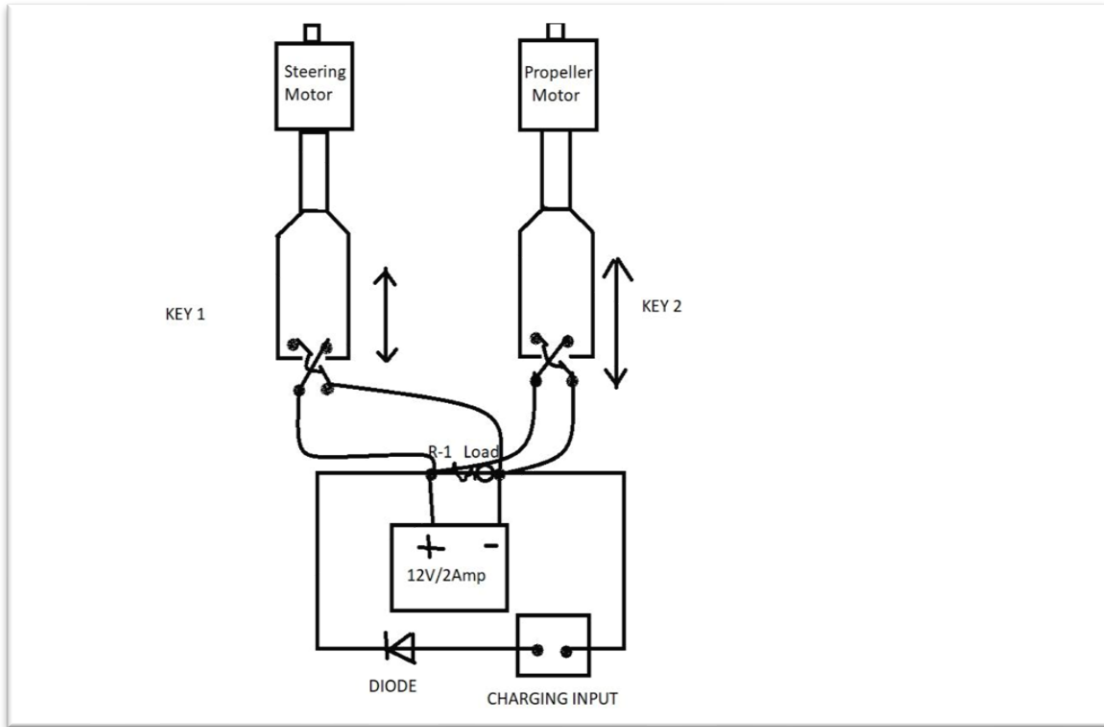 Steering
Motor
Propeller
Motor
KEY 1
KEY 2
R-1 Load
+ -
12V/2Amp
DIODE
CHARGING INPUT